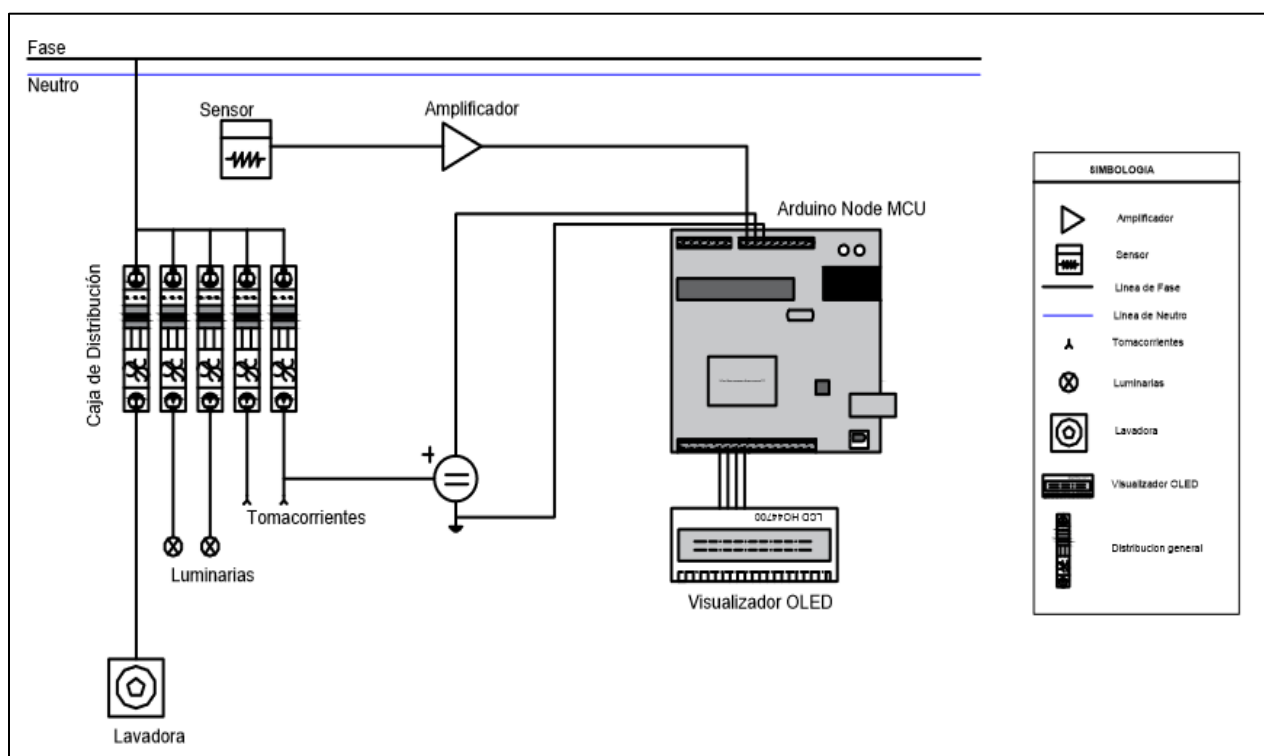 Fase
Neutro
Sensor
Amplificador
Arduino Node MCU
Caja de Distribución
Tomacorrientes
Luminarias
LCD HO44700
Visualizador OLED
Lavadora
SIMBOLOGIA
Amplificador
Sensor
Linea de Fase
Linea de Neutro
Tomacorrientes
Luminarias
Lavadora
Visualizador OLED
Distribucion general